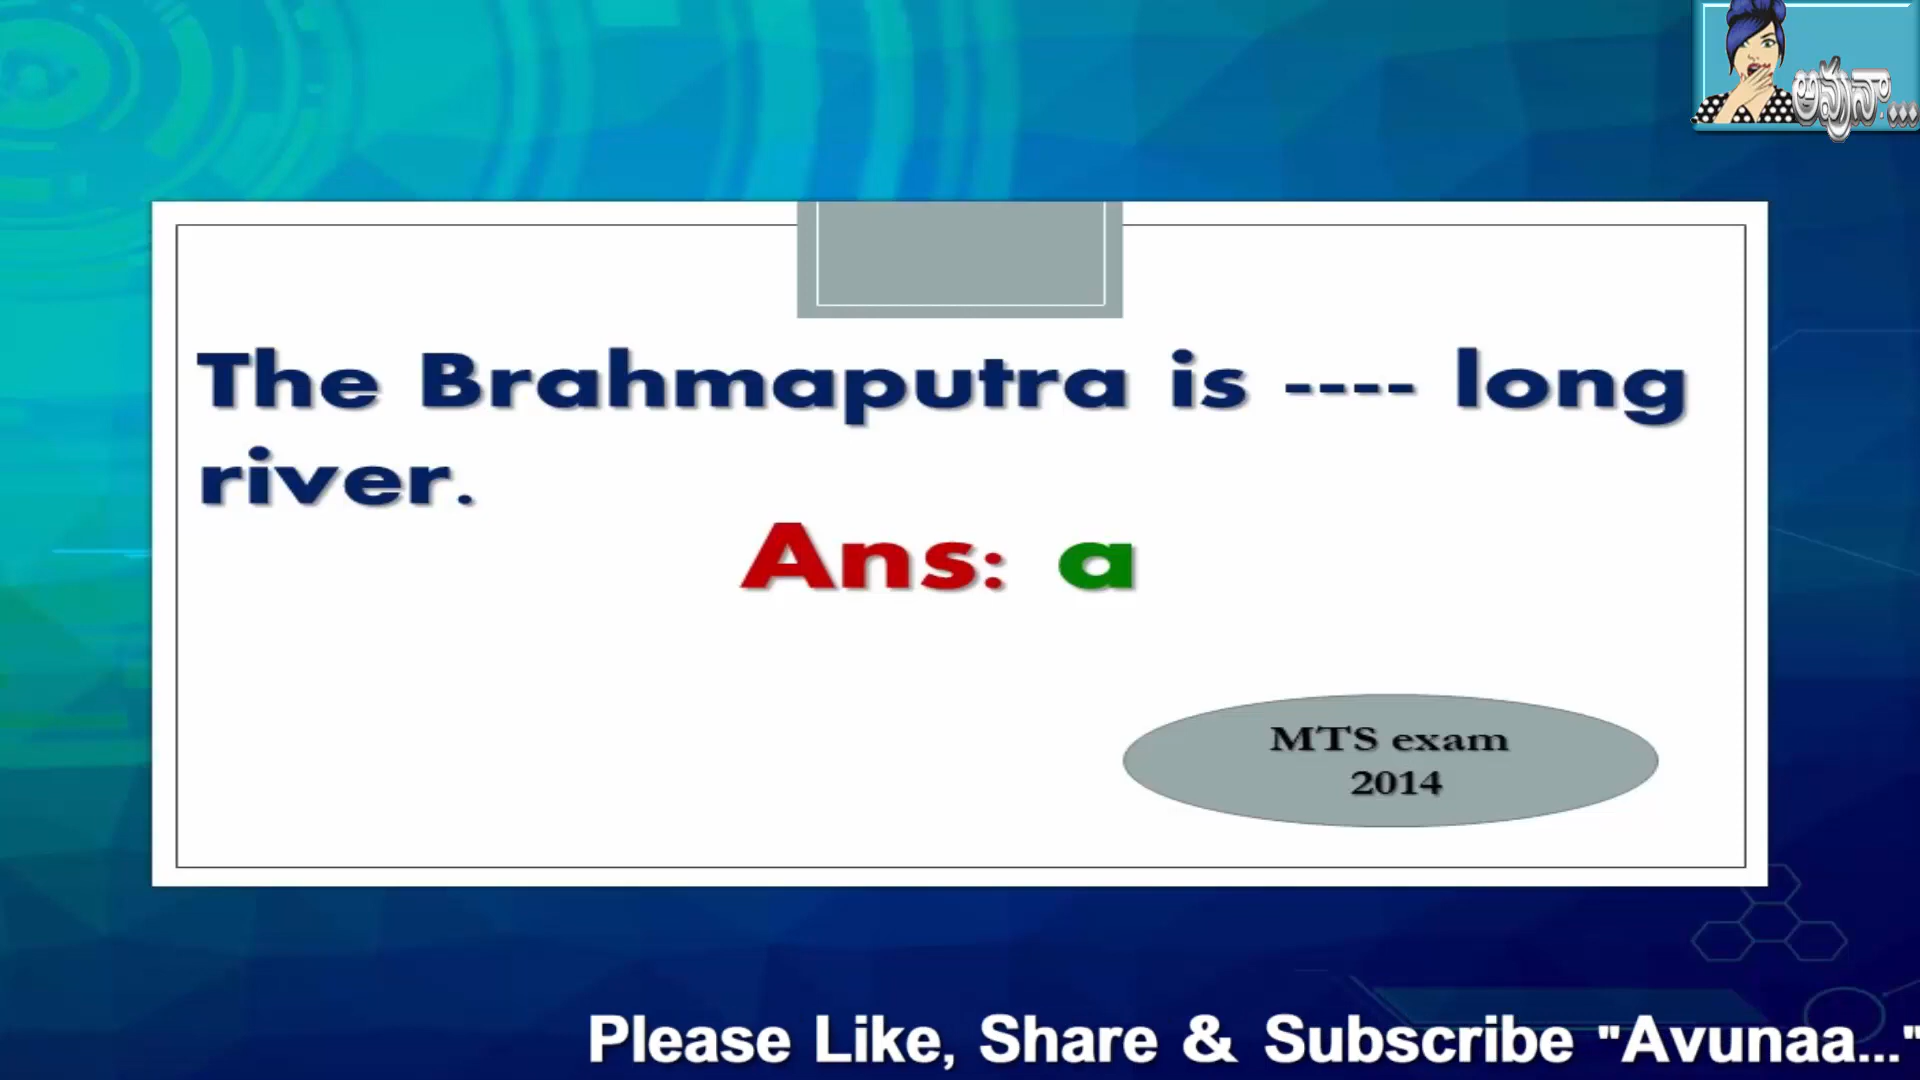 అవునా...
The Brahmaputra is ---- long
river.
Ans: a
MTS exam
2014
Please Like, Share & Subscribe "Avunaa..."